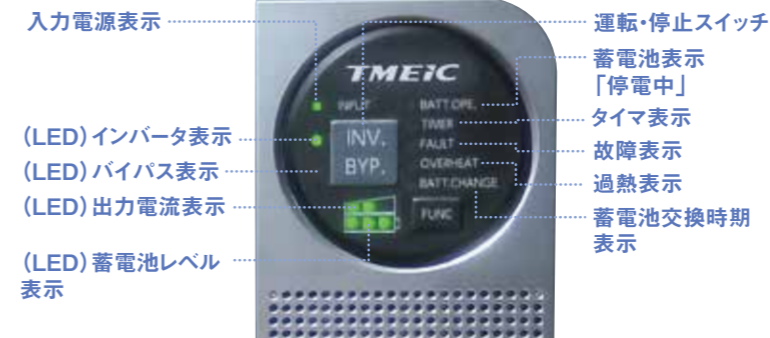 入力電源表示
(LED)インバータ表示
(LED)バイパス表示
(LED)出力電流表示
(LED)蓄電池レベル
表示
TMEiC
INPUT
INV.
BYP.
BATT.OPE.
TIMER
FAULT
OVERHEAT
BATT.CHANGE
FUNC
運転・停止スイッチ
蓄電池表示
「停電中」
タイマ表示
故障表示
過熱表示
蓄電池交換時期
表示